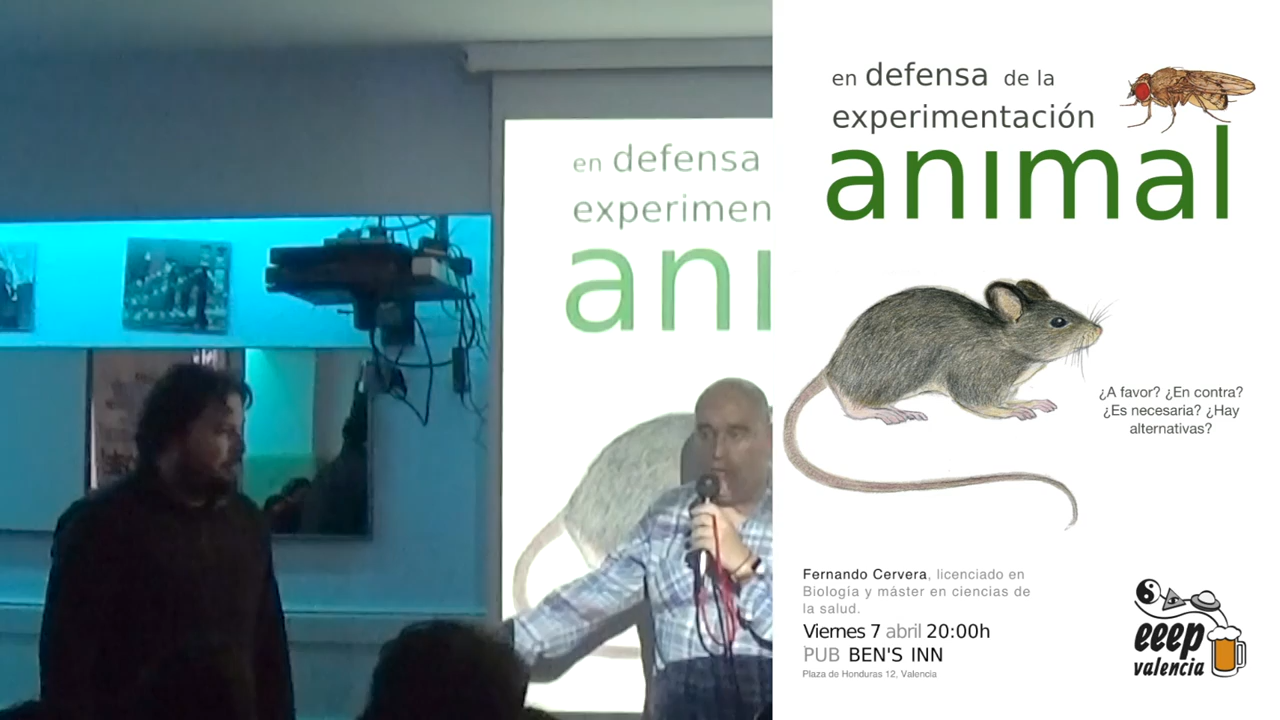 en defensa
experimen
ani
en defensa de la
experimentación
anımal
¿A favor? ¿En contra?
¿Es necesaria? ¿Hay
alternativas?
Fernando Cervera, licenciado en
Biología y máster en ciencias de
la salud.
Viernes 7 abril 20:00h
PUB BEN'S INN
Plaza de Honduras 12, Valencia
eeep
valencia